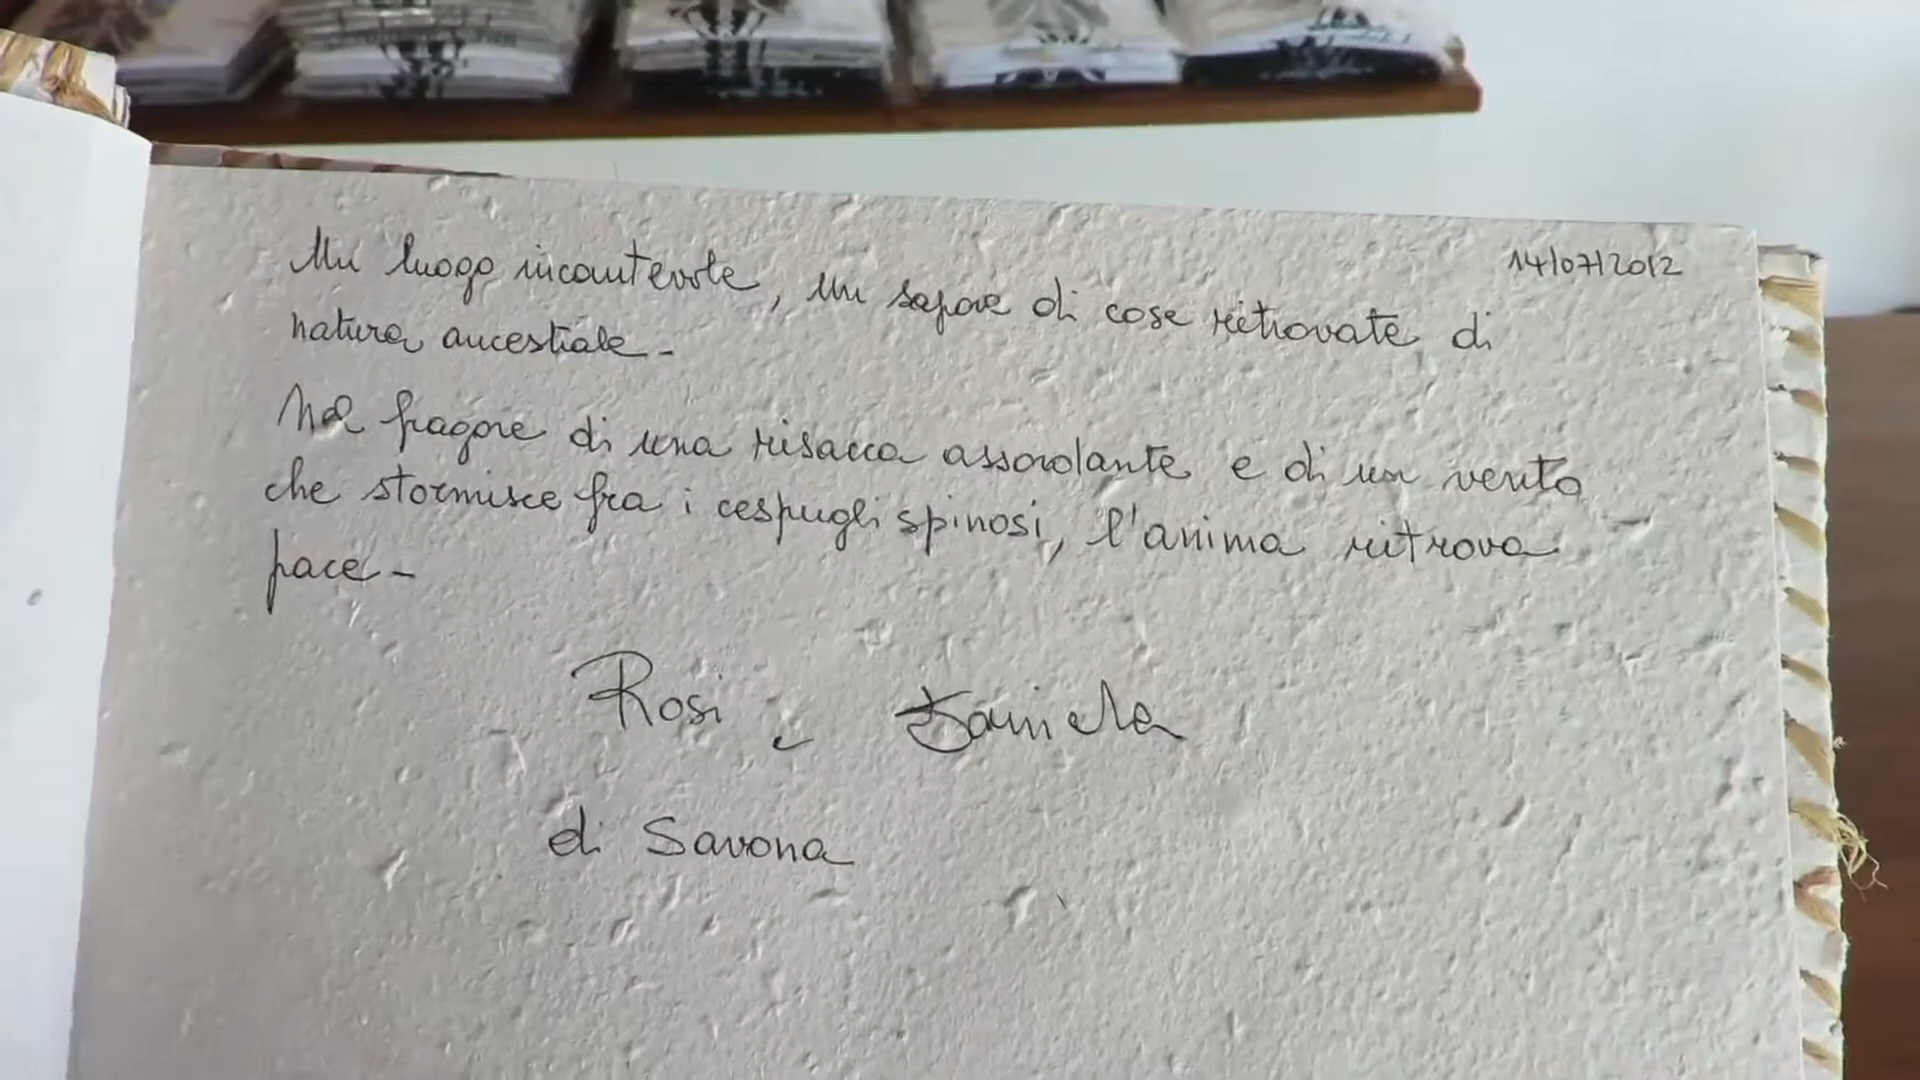 14/07/2012
Un luogo incantevole, un sapore di cose ritrovate di
natura ancestrale -
Nel fragore di una risacca assordante e di un vento
che stormisce fra i cespugli spinosi, l'anima ritrova
pace -
Rosi e Daniela
di Savona